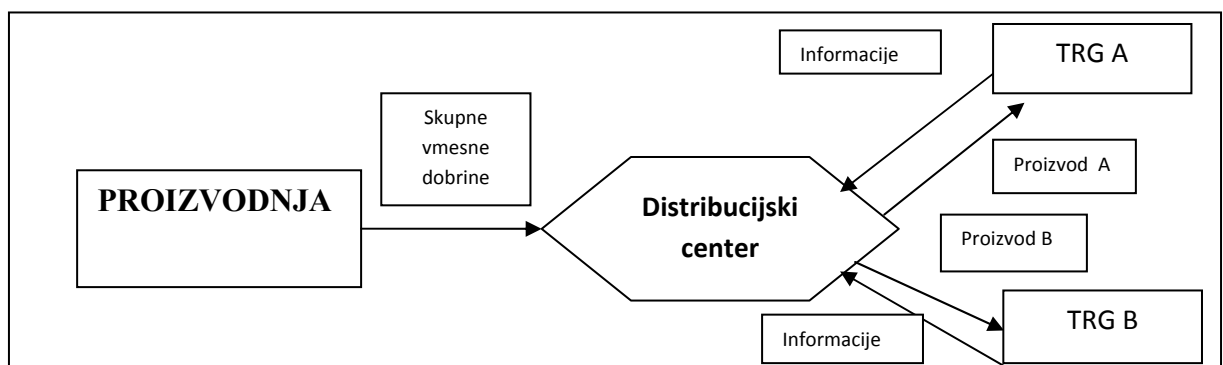 Informacije
TRG A
Skupne
vmesne
dobrine
PROIZVODNJA
Distribucijski
center
Proizvod A
Proizvod B
TRG B
Informacije